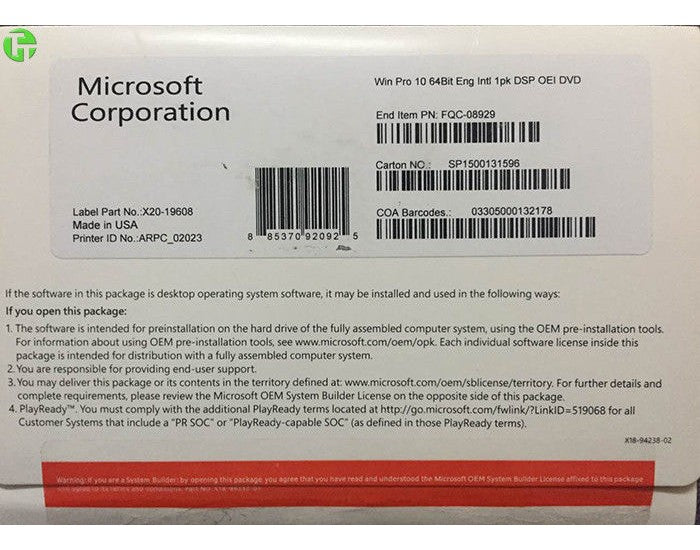 Microsoft
Corporation
Win Pro 10 64Bit Eng Intl 1pk DSP OEI DVD
End Item PN: FQC-08929
Carton NO.: SP1500131596
COA Barcodes.: 03305000132178
Label Part No.:X20-19608
Made in USA
Printer ID No.:ARPC_02023
8 85370 92092 5
If the software in this package is desktop operating system software, it may be installed and used in the following ways:
If you open this package:
1. The software is intended for preinstallation on the hard drive of the fully assembled computer system, using the OEM pre-installation tools.
For information about using OEM pre-installation tools, see www.microsoft.com/oem/opk. Each individual software license inside this
package is intended for distribution with a fully assembled computer system.
2. You are responsible for providing end-user support.
3. You may deliver this package or its contents in the territory defined at: www.microsoft.com/oem/sblicense/territory. For further details and
complete requirements, please review the Microsoft OEM System Builder License on the opposite side of this package.
4. PlayReady™. You must comply with the additional PlayReady terms located at http://go.microsoft.com/fwlink/?LinkID=519068 for all
Customer Systems that include a "PR SOC" or "PlayReady-capable SOC" (as defined in those PlayReady terms).
X18-94238-02
Warning: If you are a System Builder: by opening this package you agree that you have read and understood the Microsoft OEM System Builder License affixed to this package